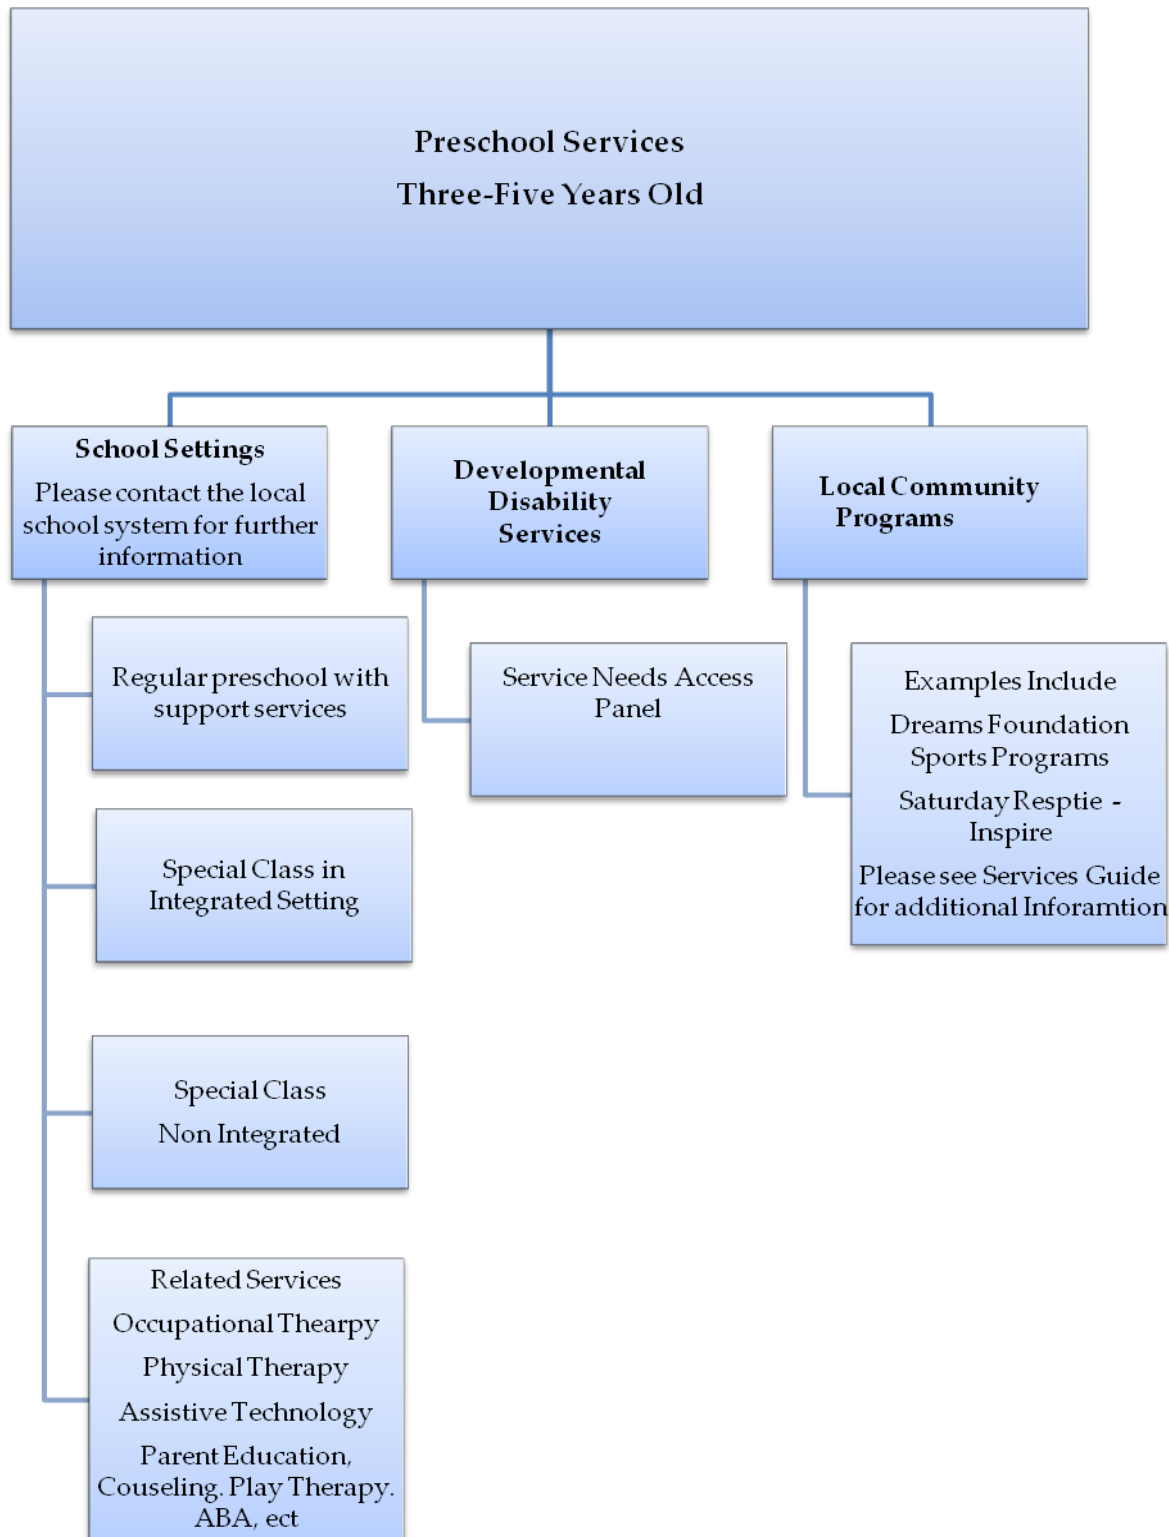 Preschool Services
Three-Five Years Old
School Settings
Please contact the local
school system for further
information
Regular preschool with
support services
Special Class in
Integrated Setting
Special Class
Non Integrated
Related Services
Occupational Thearpy
Physical Therapy
Assistive Technology
Parent Education,
Couseling. Play Therapy.
ABA, ect
Developmental
Disability
Services
Service Needs Access
Panel
Local Community
Programs
Examples Include
Dreams Foundation
Sports Programs
Saturday Resptie -
Inspire
Please see Services Guide
for additional Inforamtion